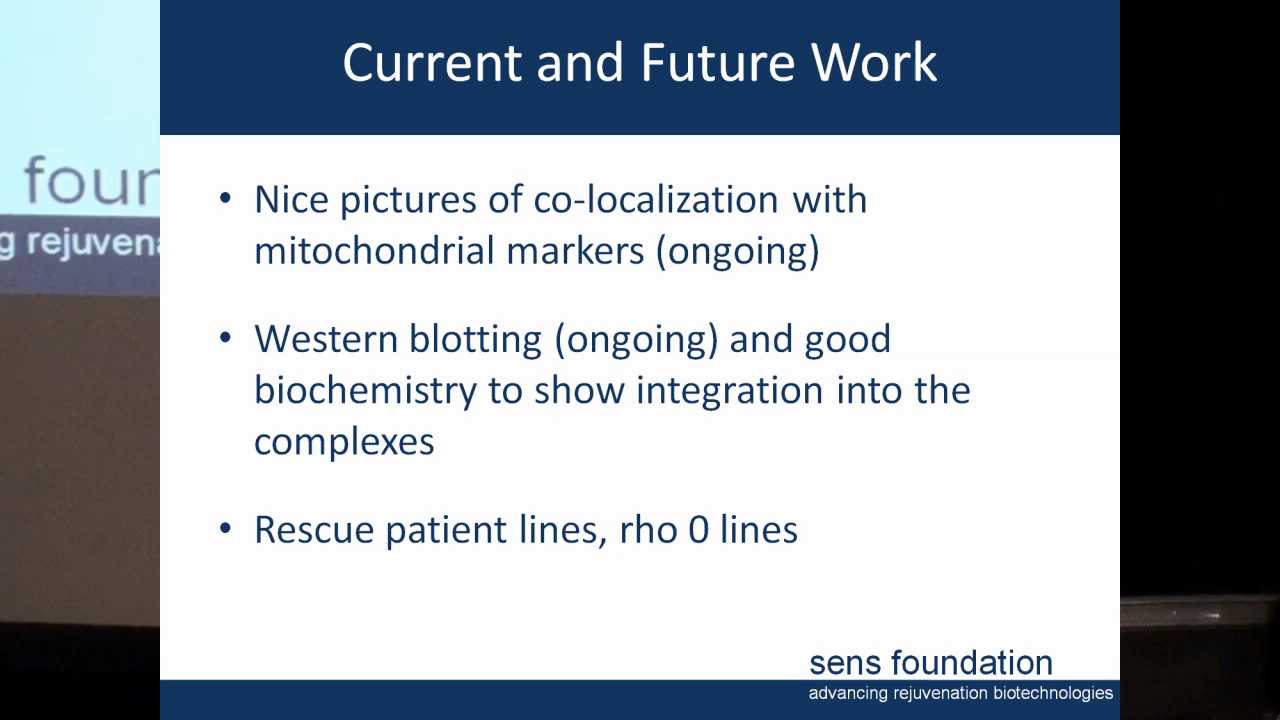 Current and Future Work
• Nice pictures of co-localization with
mitochondrial markers (ongoing)
• Western blotting (ongoing) and good
biochemistry to show integration into the
complexes
• Rescue patient lines, rho 0 lines
sens foundation
advancing rejuvenation biotechnologies
foun
g rejuvena